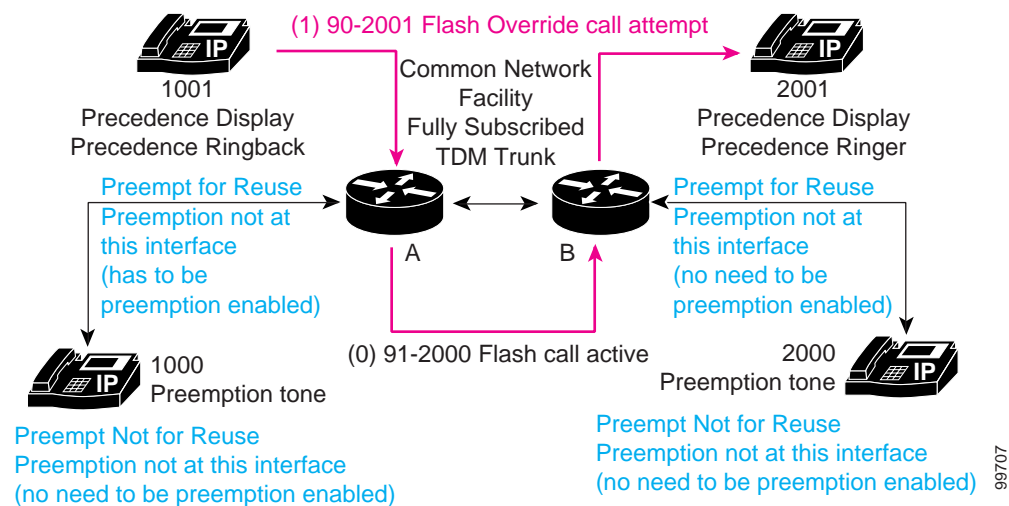 (1) 90-2001 Flash Override call attempt
IP
1001
Precedence Display
Precedence Ringback
Common Network
Facility
Fully Subscribed
TDM Trunk
IP
2001
Precedence Display
Precedence Ringer
Preempt for Reuse
Preemption not at
this interface
(has to be
preemption enabled)
A
B
Preempt for Reuse
Preemption not at
this interface
(no need to be
preemption enabled)
(0) 91-2000 Flash call active
IP
1000
Preemption tone
2000
Preemption tone
IP
Preempt Not for Reuse
Preemption not at this interface
(no need to be preemption enabled)
Preempt Not for Reuse
Preemption not at this interface
(no need to be preemption enabled)
99707